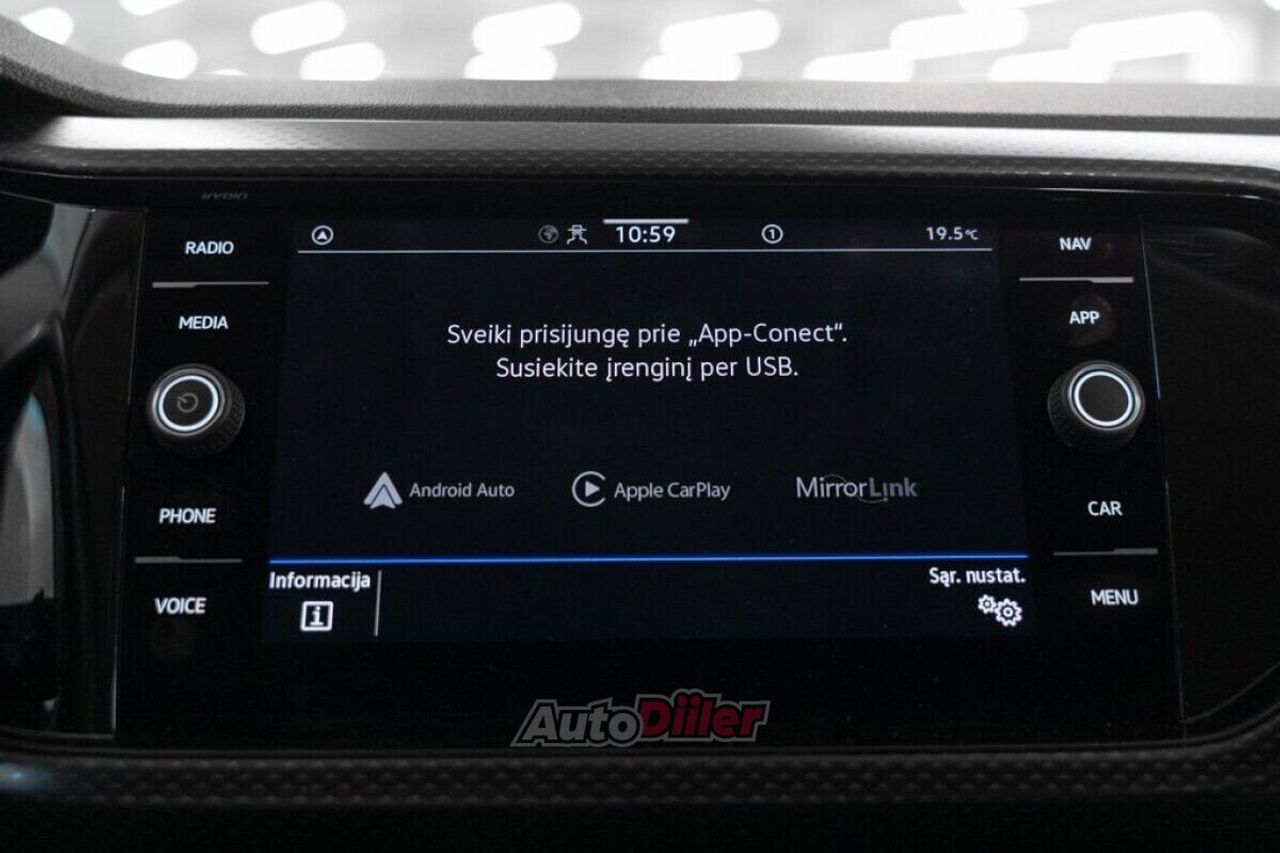 RADIO
MEDIA
PHONE
VOICE
10:59
1
19.5°C
Sveiki prisijungę prie „App-Conect“.
Susiekite įrenginį per USB.
Android Auto
Apple CarPlay
MirrorLink
Informacija
i
Sąr. nustat.
NAV
APP
CAR
MENU
AutoDiiler